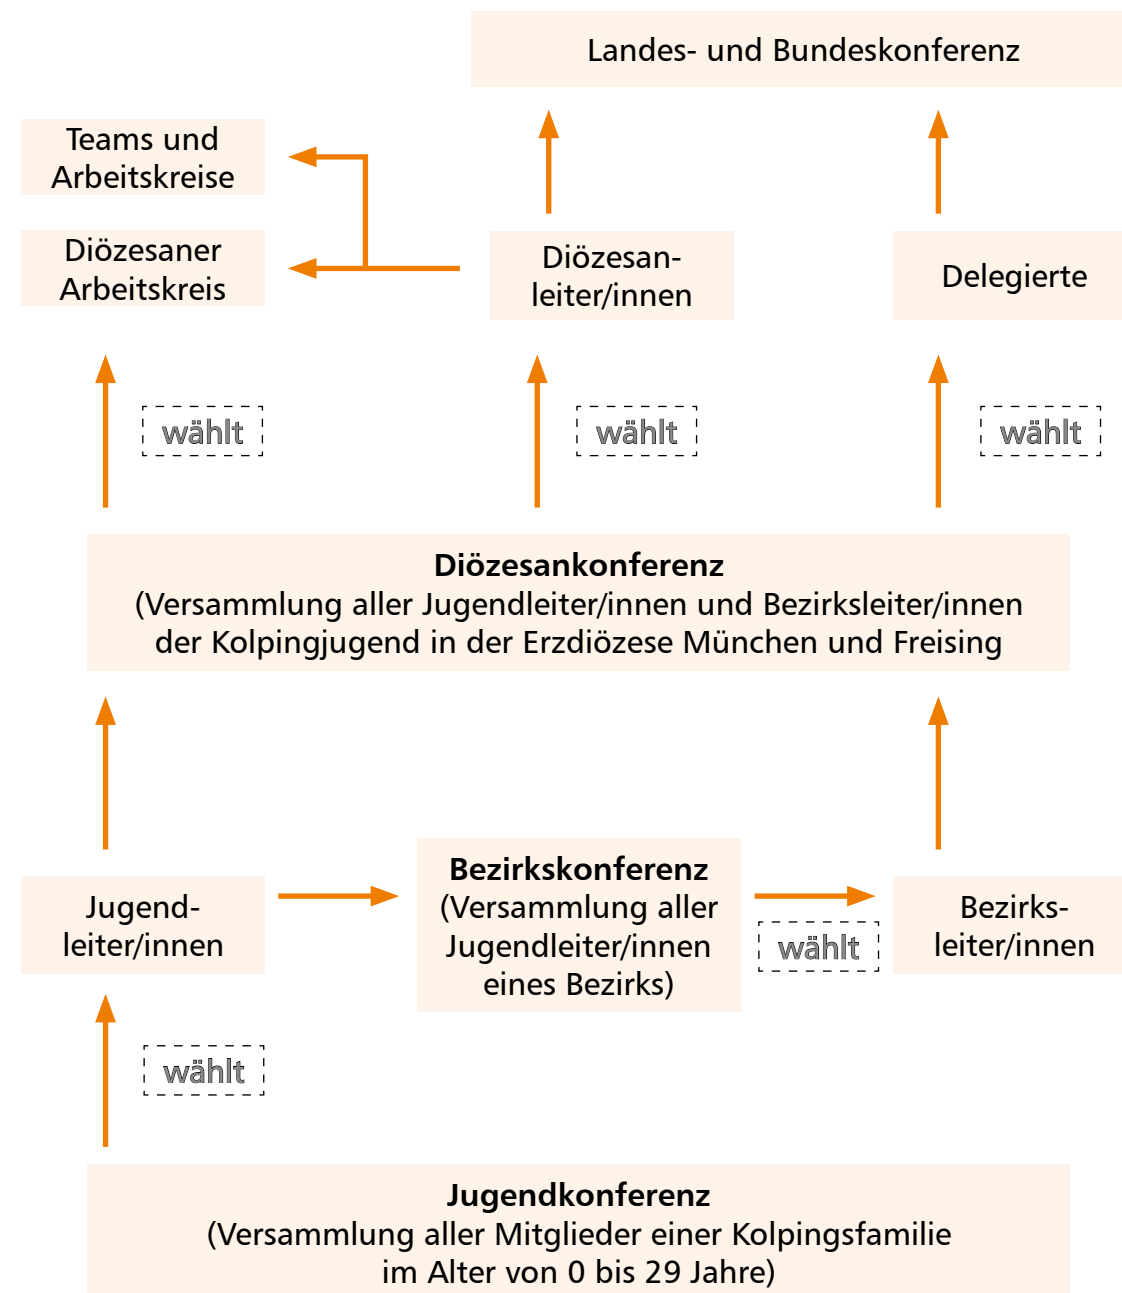 Landes- und Bundeskonferenz
Teams und
Arbeitskreise
Diözesaner
Arbeitskreis
Diözesan-
leiter/innen
Delegierte
wählt
wählt
wählt
Diözesankonferenz
(Versammlung aller Jugendleiter/innen und Bezirksleiter/innen
der Kolpingjugend in der Erzdiözese München und Freising
Jugend-
leiter/innen
Bezirkskonferenz
(Versammlung aller
Jugendleiter/innen
eines Bezirks)
wählt
Bezirks-
leiter/innen
wählt
Jugendkonferenz
(Versammlung aller Mitglieder einer Kolpingsfamilie
im Alter von 0 bis 29 Jahre)